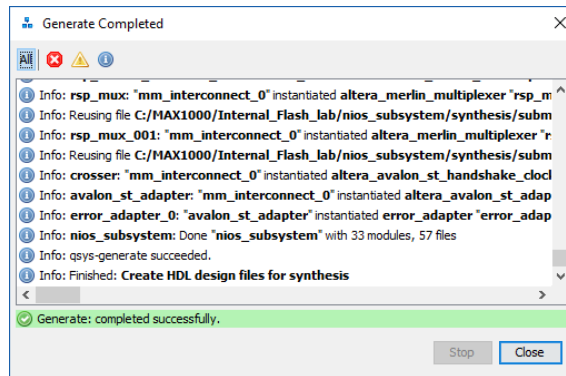 Generate Completed
All
Info: rsp_mux: "mm_interconnect_0" instantiated altera_merlin_multiplexer "rsp_m
Info: Reusing file C:/MAX1000/Internal_Flash_lab/nios_subsystem/synthesis/subm
Info: rsp_mux_001: "mm_interconnect_0" instantiated altera_merlin_multiplexer "r
Info: Reusing file C:/MAX1000/Internal_Flash_lab/nios_subsystem/synthesis/subm
Info: crosser: "mm_interconnect_0" instantiated altera_avalon_st_handshake_clocl
Info: avalon_st_adapter: "mm_interconnect_0" instantiated altera_avalon_st_adap
Info: error_adapter_0: "avalon_st_adapter" instantiated error_adapter "error_adap
Info: nios_subsystem: Done "nios_subsystem" with 33 modules, 57 files
Info: qsys-generate succeeded.
Info: Finished: Create HDL design files for synthesis
Generate: completed successfully.
Stop Close